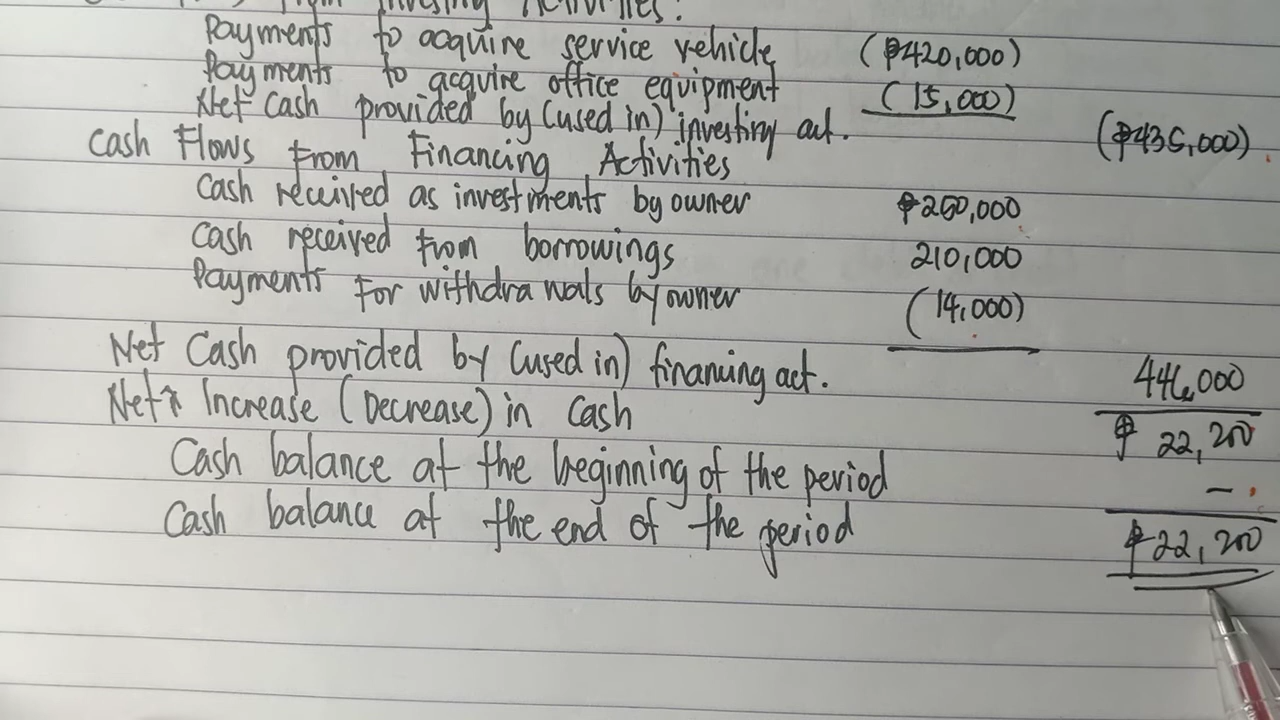 from Investing Activities:
Payments to acquire service vehicle (₱420,000)
Payments to acquire office equipment (15,000)
Net Cash provided by (used in) investing act. (₱435,000)
Cash Flows from Financing Activities
Cash received as investments by owner ₱250,000
Cash received from borrowings 210,000
Payments for withdrawals by owner (14,000)
Net Cash provided by (used in) financing act. 446,000
Net Increase (Decrease) in Cash ₱ 22,200
Cash balance at the beginning of the period –
Cash balance at the end of the period ₱22,200